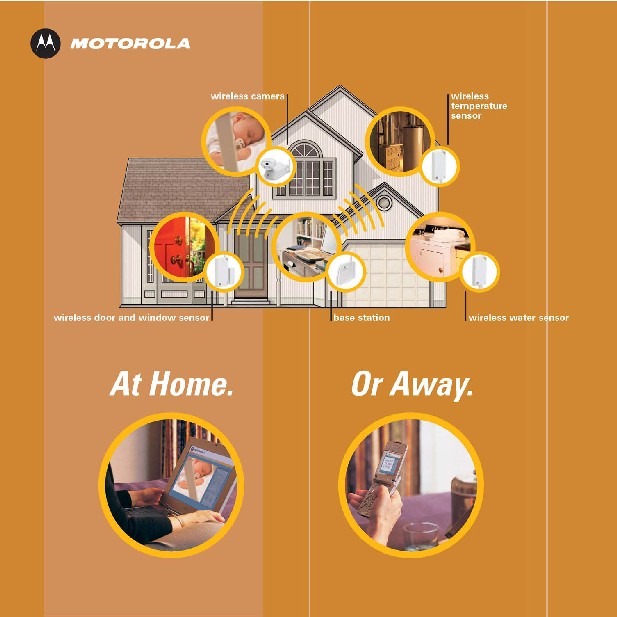 MOTOROLA
wireless camera
wireless
temperature
sensor
wireless door and window sensor
base station
wireless water sensor
At Home.
Or Away.